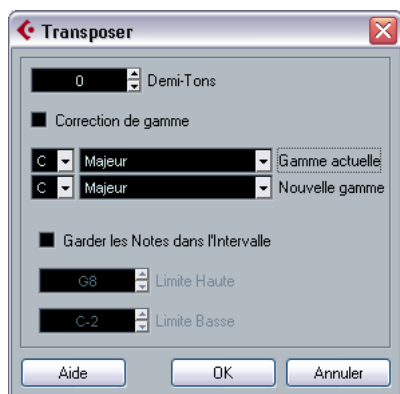 Transposer
0 Demi-Tons
Correction de gamme
C Majeur Gamme actuelle
C Majeur Nouvelle gamme
Garder les Notes dans l'Intervalle
G8 Limite Haute
C-2 Limite Basse
Aide OK Annuler